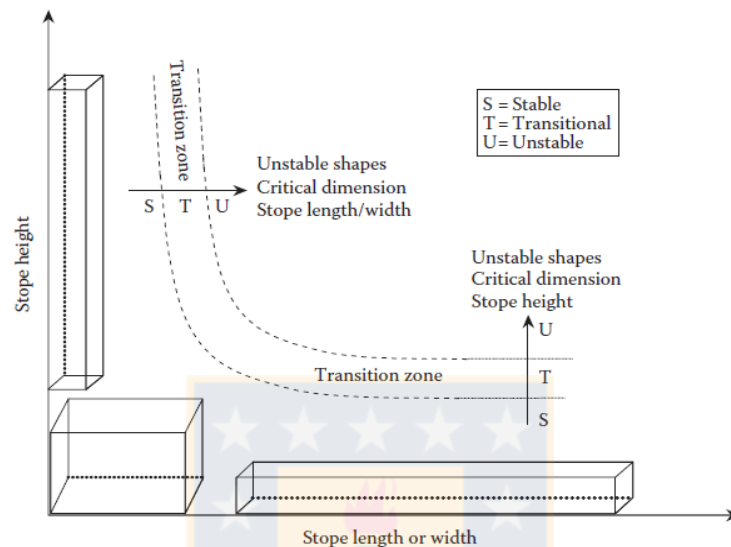 Transition zone
S = Stable
T = Transitional
U = Unstable
Unstable shapes
Critical dimension
Stope length/width
S T U
Stope height
Unstable shapes
Critical dimension
Stope height
U
T
S
Transition zone
Stope length or width